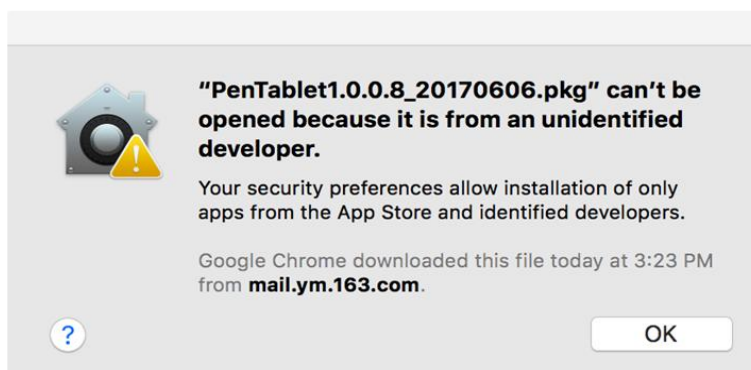 “PenTablet1.0.0.8_20170606.pkg” can’t be
opened because it is from an unidentified
developer.
Your security preferences allow installation of only
apps from the App Store and identified developers.
Google Chrome downloaded this file today at 3:23 PM
from mail.ym.163.com.
?
OK